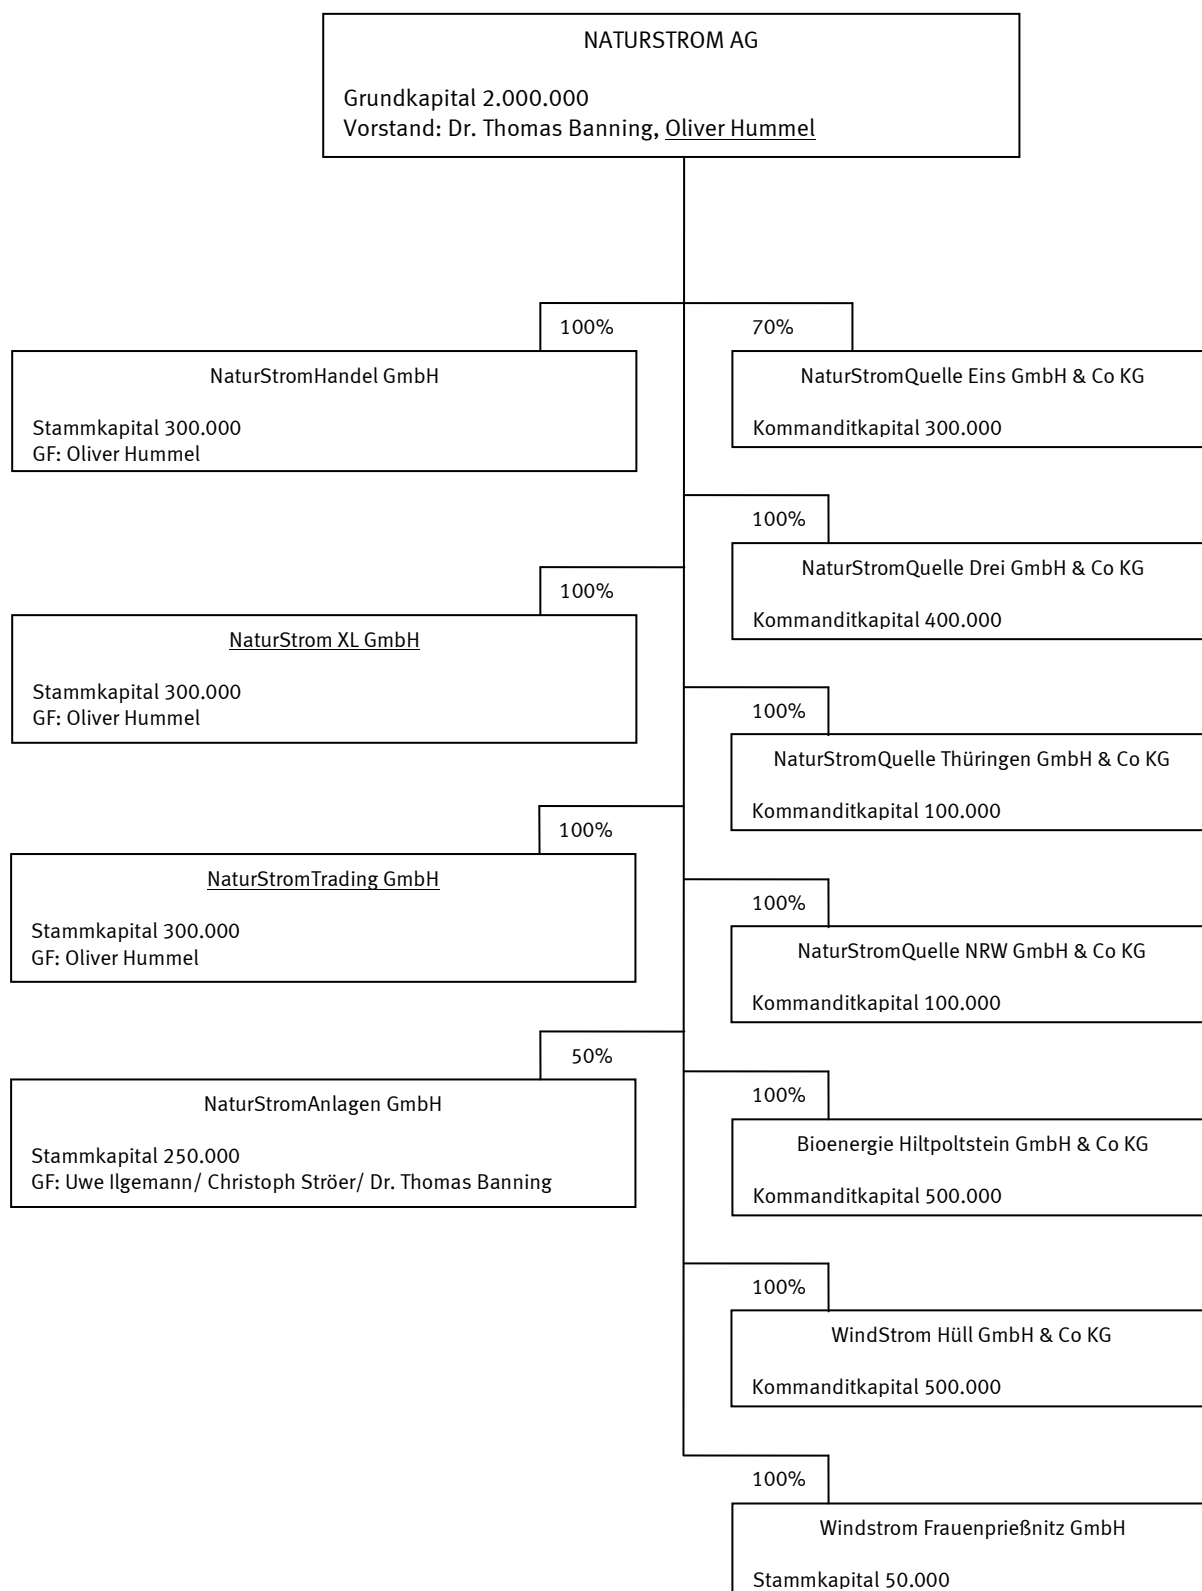 NATURSTROM AG
Grundkapital 2.000.000
Vorstand: Dr. Thomas Banning, Oliver Hummel
100%
NaturStromHandel GmbH
Stammkapital 300.000
GF: Oliver Hummel
70%
NaturStromQuelle Eins GmbH & Co KG
Kommanditkapital 300.000
100%
NaturStromQuelle Drei GmbH & Co KG
Kommanditkapital 400.000
100%
NaturStrom XL GmbH
Stammkapital 300.000
GF: Oliver Hummel
100%
NaturStromQuelle Thüringen GmbH & Co KG
Kommanditkapital 100.000
100%
NaturStromTrading GmbH
Stammkapital 300.000
GF: Oliver Hummel
100%
NaturStromQuelle NRW GmbH & Co KG
Kommanditkapital 100.000
50%
NaturStromAnlagen GmbH
Stammkapital 250.000
GF: Uwe Ilgemann/ Christoph Ströer/ Dr. Thomas Banning
100%
Bioenergie Hiltpoltstein GmbH & Co KG
Kommanditkapital 500.000
100%
WindStrom Hüll GmbH & Co KG
Kommanditkapital 500.000
100%
Windstrom Frauenprießnitz GmbH
Stammkapital 50.000